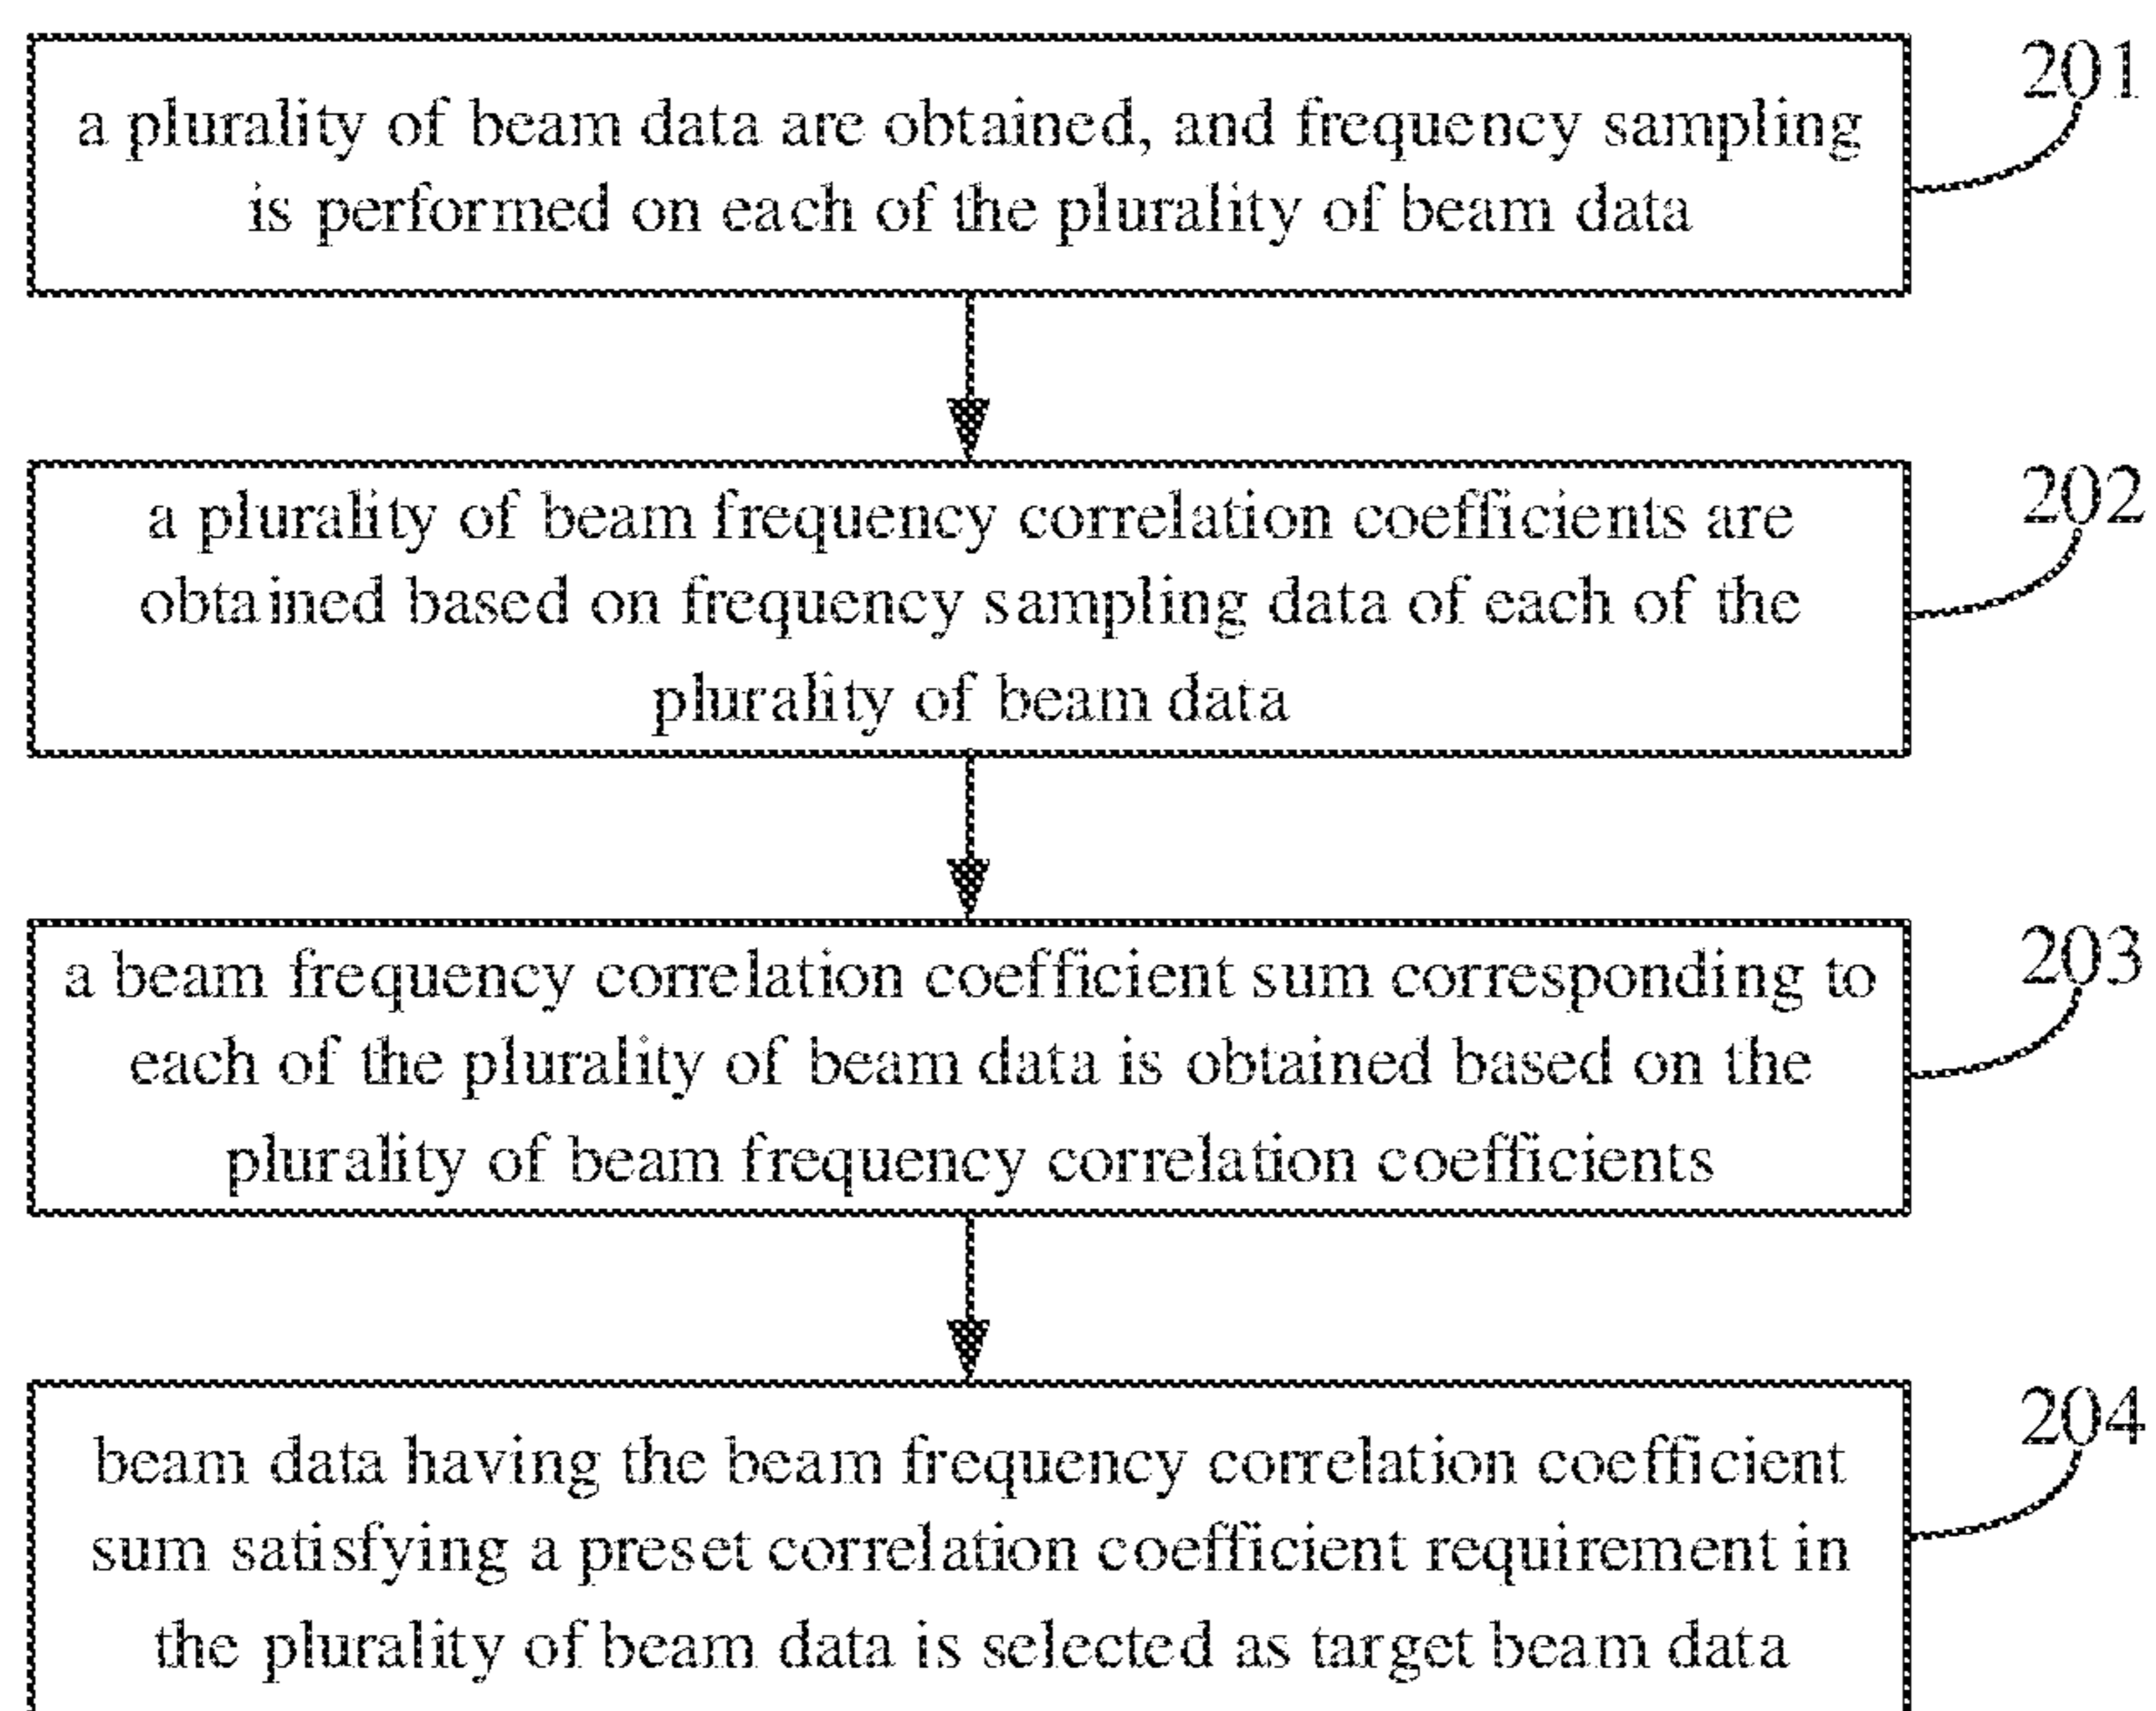 a plurality of beam data are obtained, and frequency sampling
is performed on each of the plurality of beam data
201
a plurality of beam frequency correlation coefficients are
obtained based on frequency sampling data of each of the
plurality of beam data
202
a beam frequency correlation coefficient sum corresponding to
each of the plurality of beam data is obtained based on the
plurality of beam frequency correlation coefficients
203
beam data having the beam frequency correlation coefficient
sum satisfying a preset correlation coefficient requirement in
the plurality of beam data is selected as target beam data
204